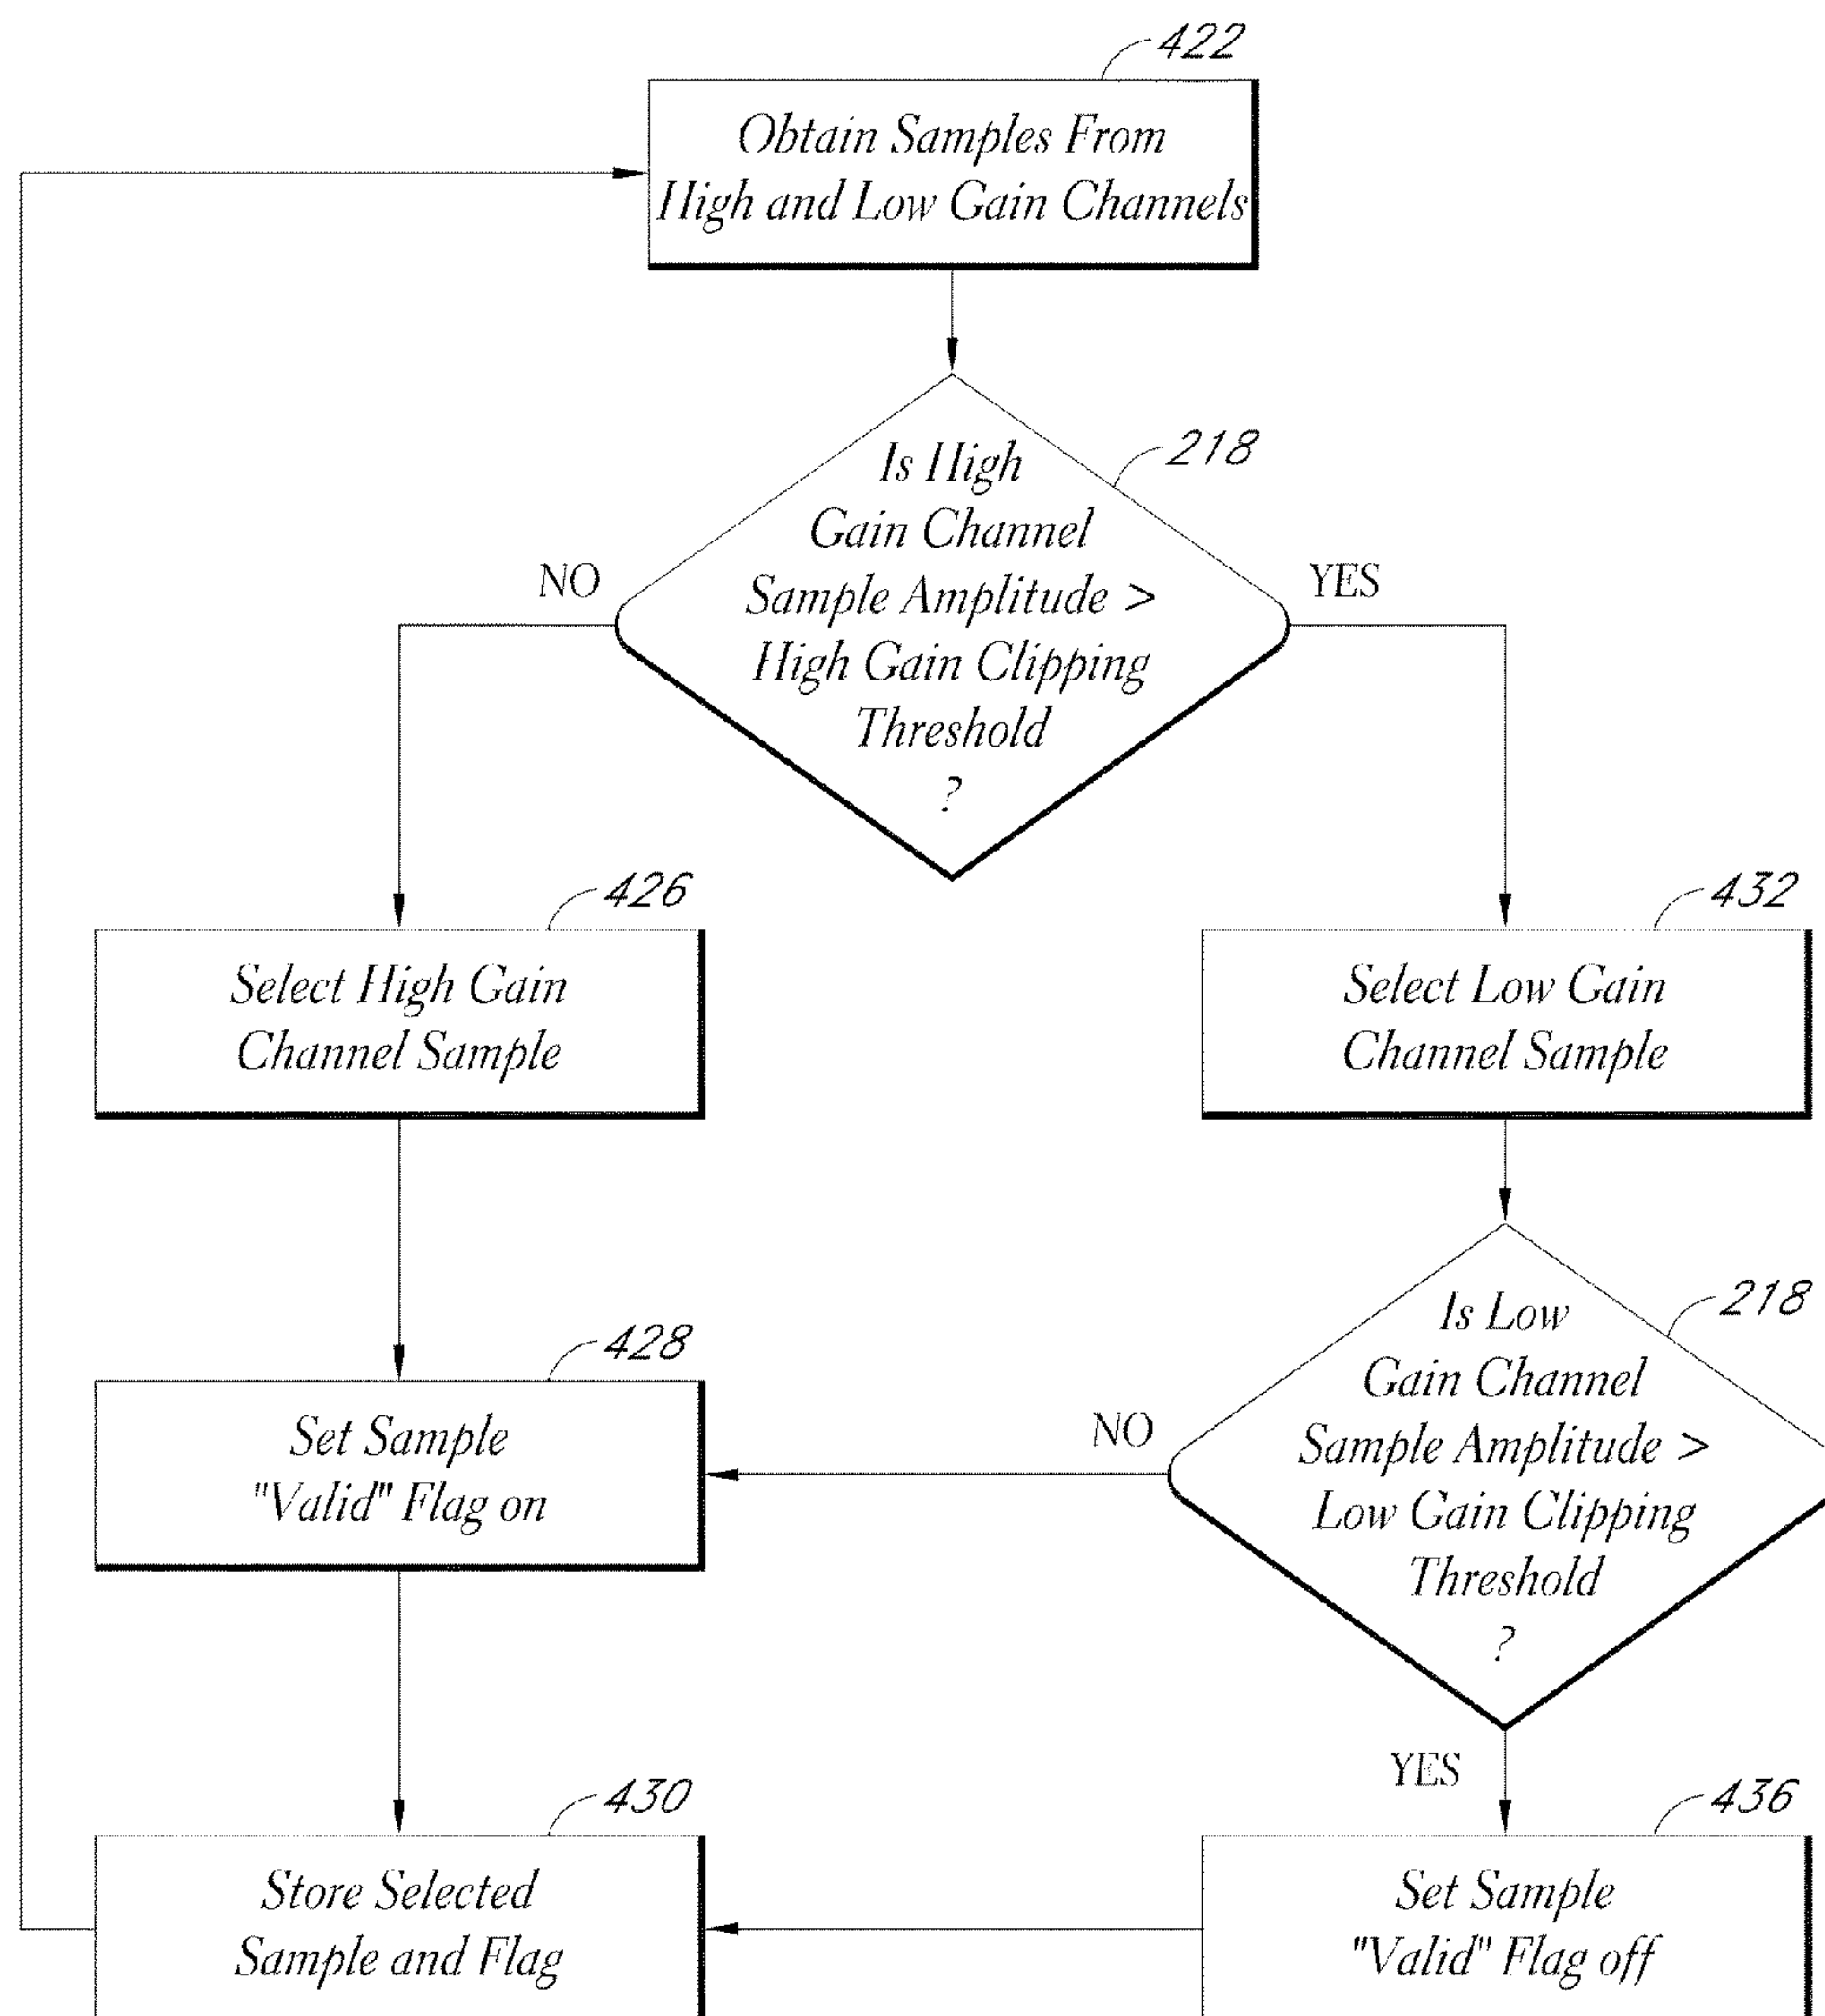 422
Obtain Samples From
High and Low Gain Channels
218
Is High
Gain Channel
Sample Amplitude >
High Gain Clipping
Threshold
?
NO
YES
426
Select High Gain
Channel Sample
432
Select Low Gain
Channel Sample
428
Set Sample
"Valid" Flag on
218
Is Low
Gain Channel
Sample Amplitude >
Low Gain Clipping
Threshold
?
NO
YES
430
Store Selected
Sample and Flag
436
Set Sample
"Valid" Flag off